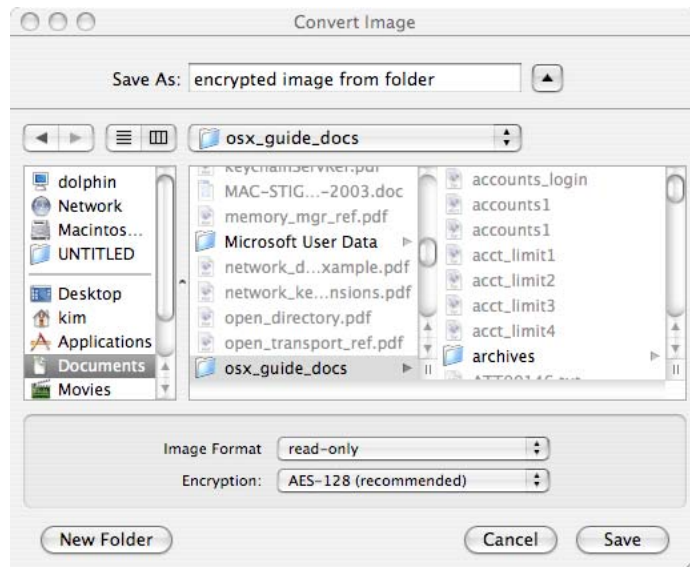 Convert Image
Save As: encrypted image from folder
osx_guide_docs
dolphin
Network
Macintos...
UNTITLED
Desktop
kim
Applications
Documents
Movies
MAC-STIG...-2003.doc
memory_mgr_ref.pdf
Microsoft User Data
network_d...xample.pdf
network_ke...nsions.pdf
open_directory.pdf
open_transport_ref.pdf
osx_guide_docs
accounts_login
accounts1
accounts1
acct_limit1
acct_limit2
acct_limit3
acct_limit4
archives
Image Format read-only
Encryption: AES-128 (recommended)
New Folder
Cancel
Save